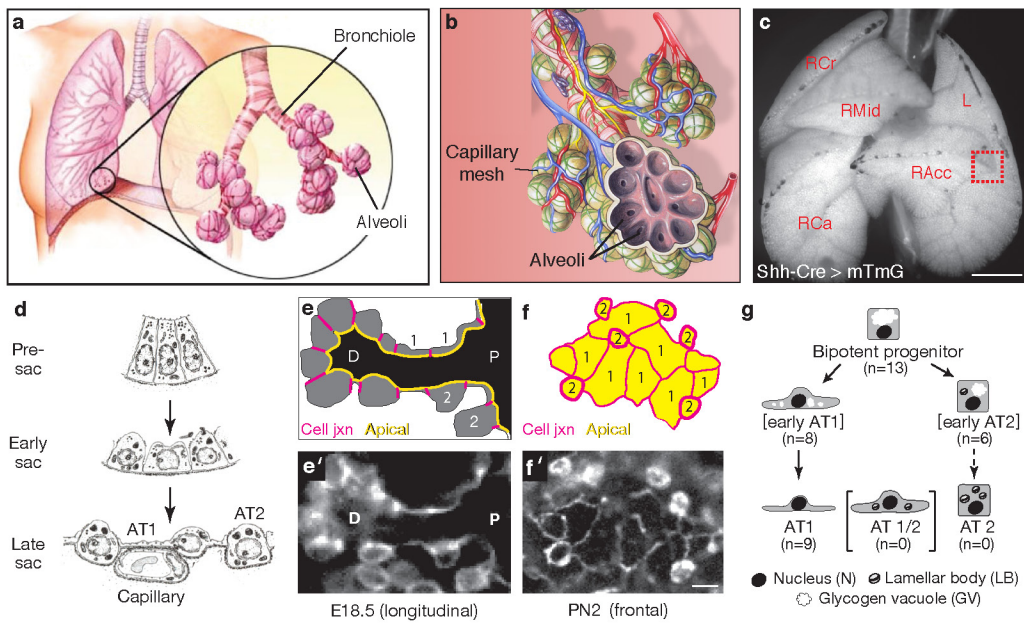 a
Bronchiole
Alveoli
b
Capillary
mesh
Alveoli
c
RCr
RMid
L
RAcc
RCa
Shh-Cre > mTmG
d
Pre-
sac
Early
sac
Late
sac
AT1
AT2
Capillary
e
1
1
D
P
2
2
Cell jxn
Apical
f
2
2
1
2
2
1
1
1
1
1
2
2
Cell jxn
Apical
e′
D
P
E18.5 (longitudinal)
f′
PN2 (frontal)
g
Bipotent progenitor
(n=13)
[early AT1]
(n=8)
[early AT2]
(n=6)
AT1
(n=9)
AT 1/2
(n=0)
AT 2
(n=0)
Nucleus (N)
Lamellar body (LB)
Glycogen vacuole (GV)